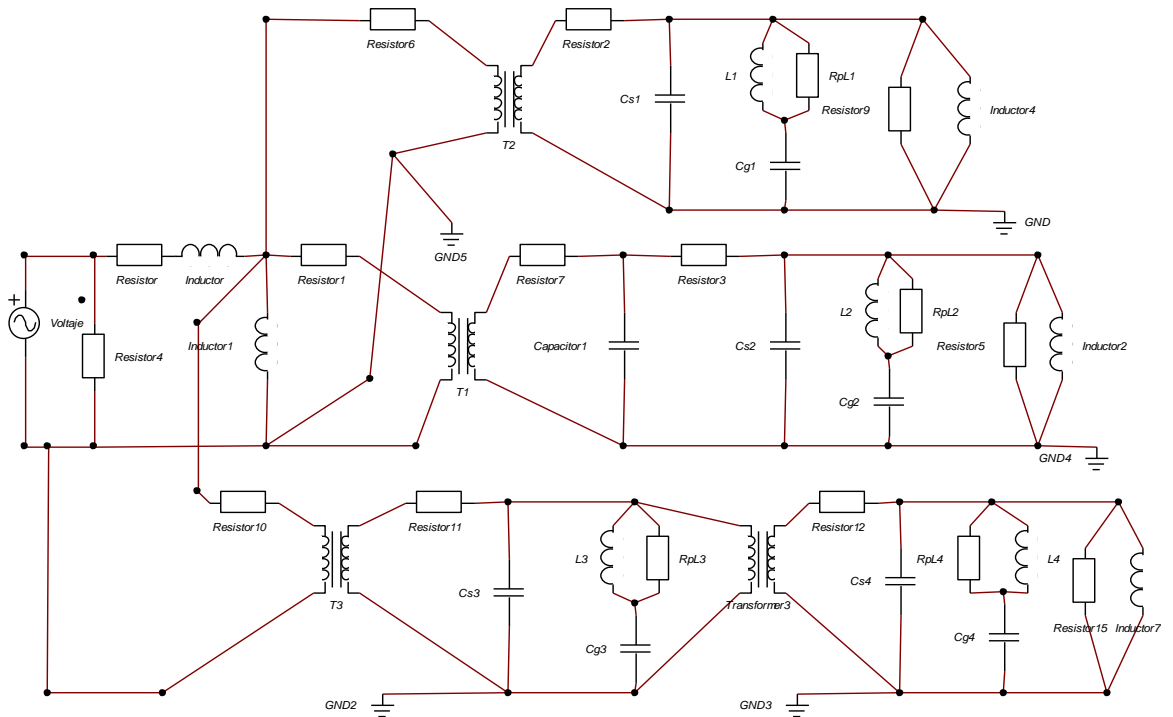 Resistor6
Resistor2
T2
Cs1
L1
RpL1
Resistor9
Inductor4
Cg1
GND
GND5
Resistor
Inductor
Resistor1
Voltaje
Resistor4
Inductor1
T1
Resistor7
Capacitor1
Resistor3
Cs2
L2
RpL2
Resistor5
Inductor2
Cg2
GND4
Resistor10
T3
Resistor11
Cs3
L3
RpL3
Cg3
GND2
Transformer3
Resistor12
Cs4
RpL4
L4
Cg4
Resistor15
Inductor7
GND3